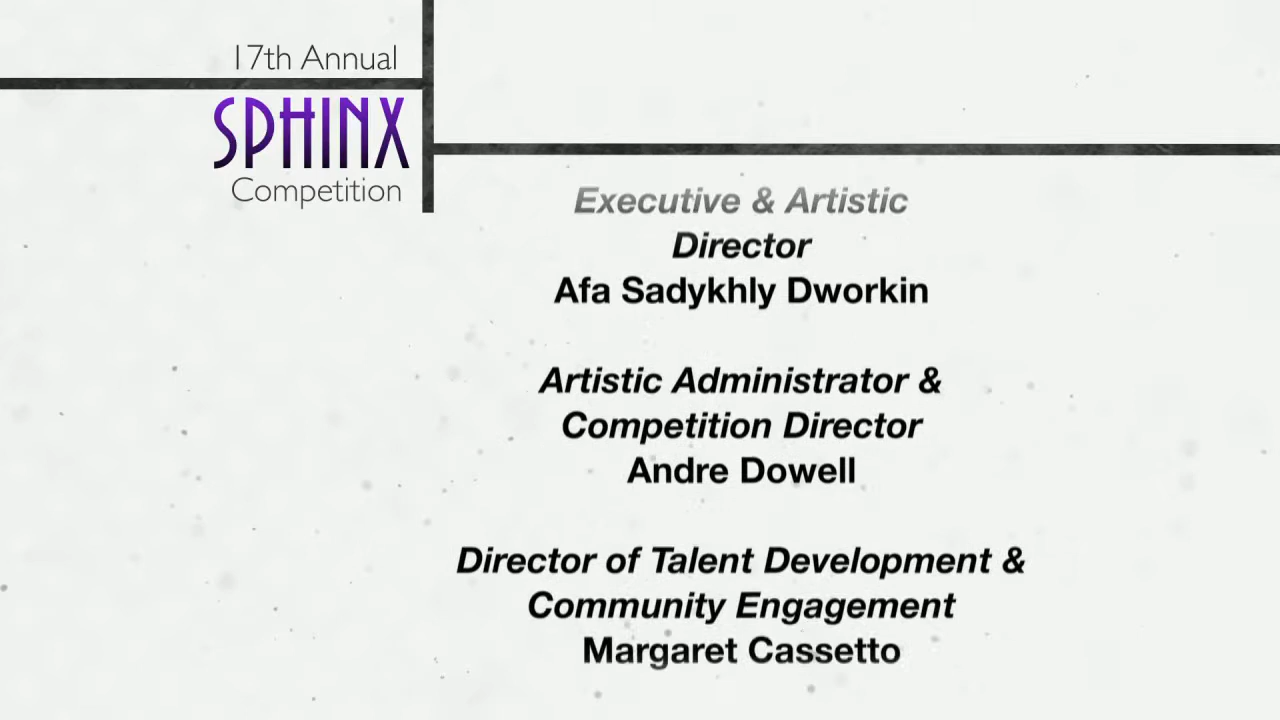 17th Annual
SPHINX
Competition
Executive & Artistic
Director
Afa Sadykhly Dworkin
Artistic Administrator &
Competition Director
Andre Dowell
Director of Talent Development &
Community Engagement
Margaret Cassetto